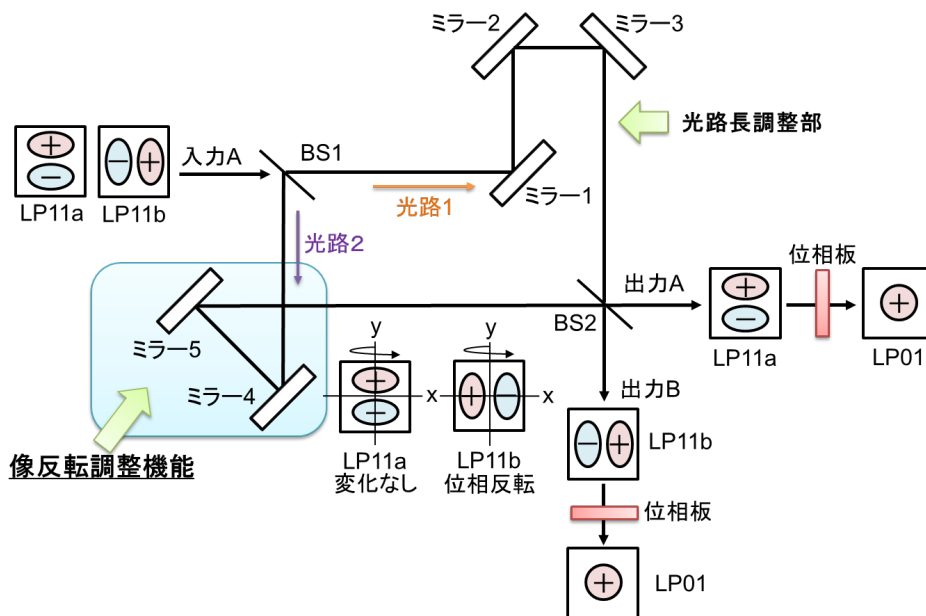 ミラー2
ミラー3
光路長調整部
入力A
BS1
LP11a
LP11b
光路1
ミラー1
光路2
出力A
位相板
BS2
ミラー5
ミラー4
LP11a
LP01
y
y
x
x
出力B
LP11a
変化なし
LP11b
位相反転
LP11b
像反転調整機能
位相板
LP01